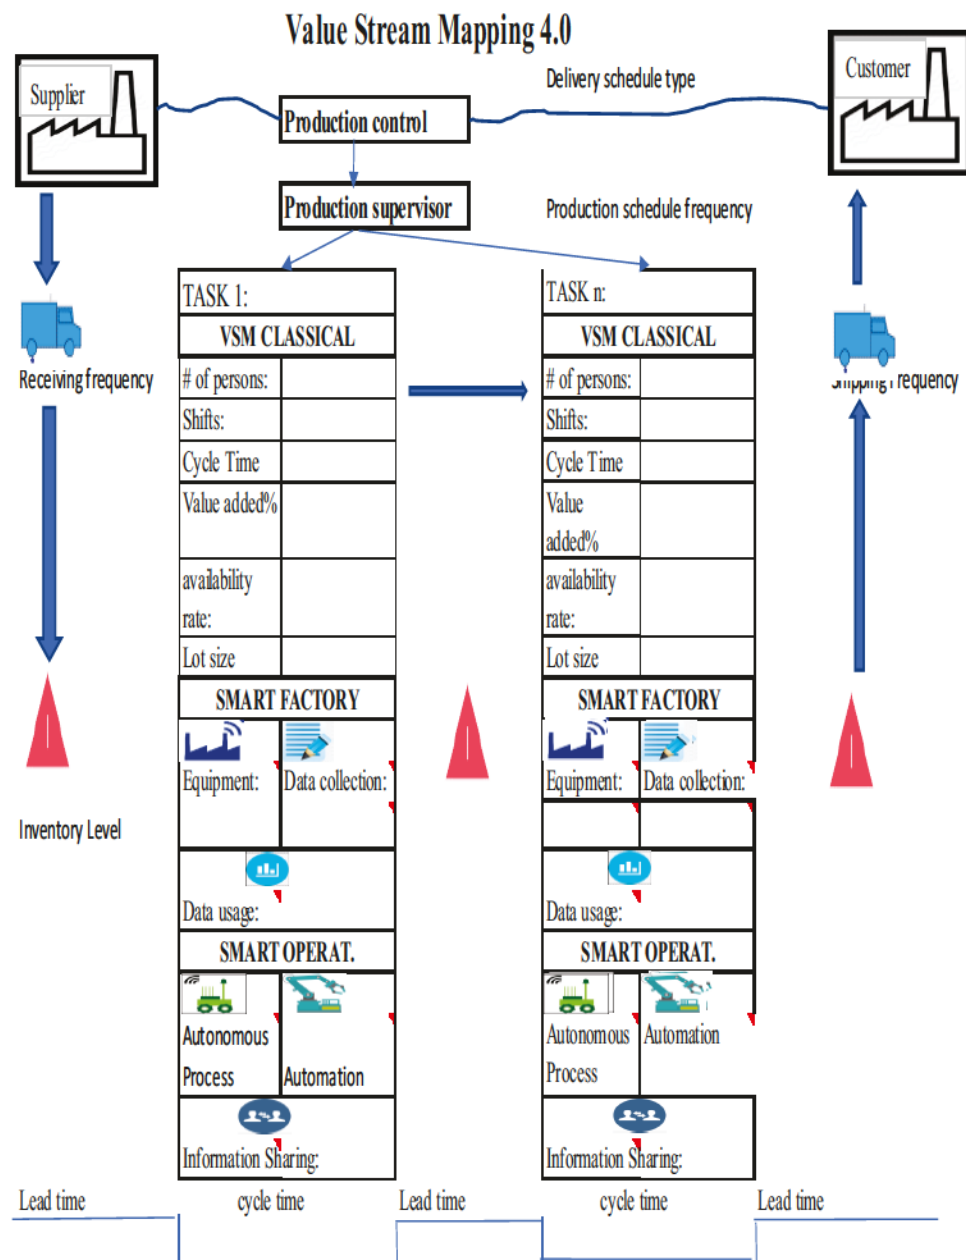 Value Stream Mapping 4.0
Supplier
Delivery schedule type
Customer
Production control
Production supervisor
Production schedule frequency
TASK 1:
VSM CLASSICAL
# of persons:
Shifts:
Cycle Time
Value added%
availability
rate:
Lot size
SMART FACTORY
Equipment:
Data collection:
Data usage:
SMART OPERAT.
Autonomous
Process
Automation
Information Sharing:
TASK n:
VSM CLASSICAL
# of persons:
Shifts:
Cycle Time
Value
added%
availability
rate:
Lot size
SMART FACTORY
Equipment:
Data collection:
Data usage:
SMART OPERAT.
Autonomous
Process
Automation
Information Sharing:
Receiving frequency
Shipping Frequency
Inventory Level
Lead time
cycle time
Lead time
cycle time
Lead time